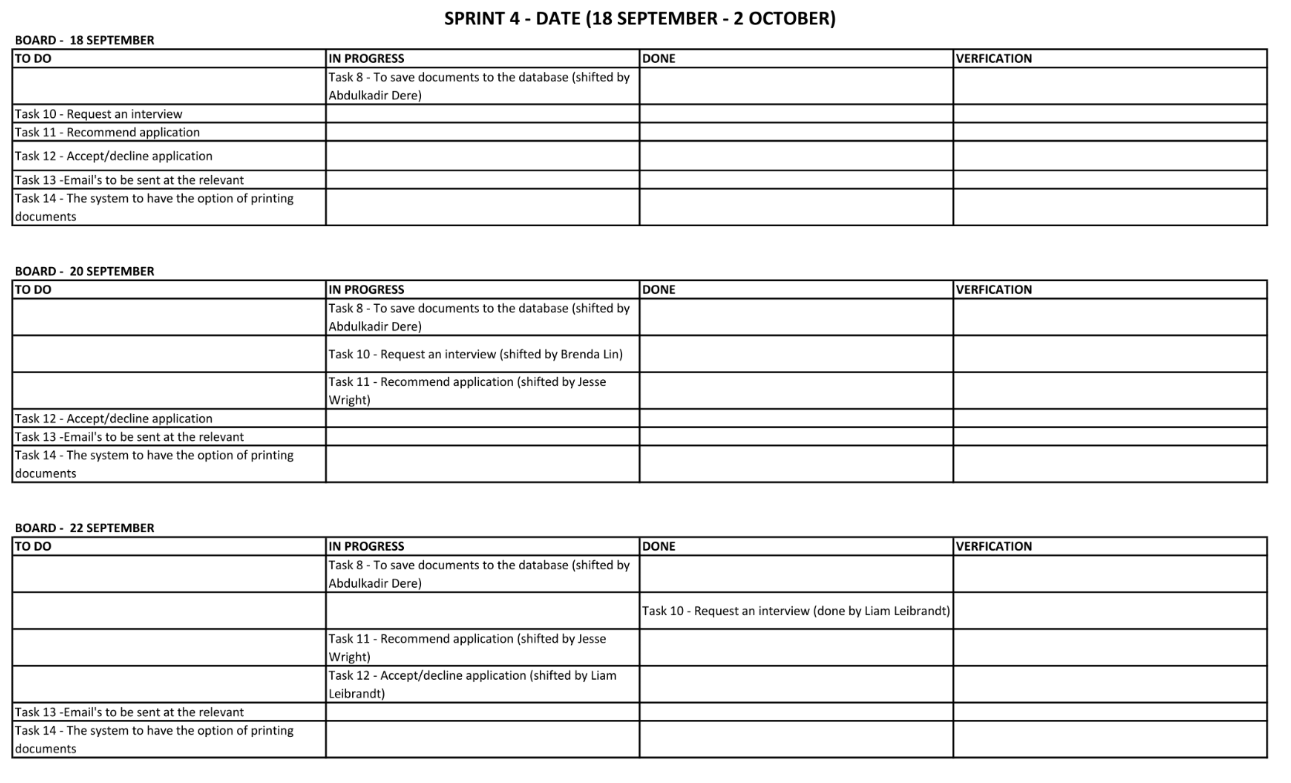 SPRINT 4 - DATE (18 SEPTEMBER - 2 OCTOBER)
BOARD - 18 SEPTEMBER
TO DO IN PROGRESS DONE VERFICATION
Task 8 - To save documents to the database (shifted by
Abdulkadir Dere)
Task 10 - Request an interview
Task 11 - Recommend application
Task 12 - Accept/decline application
Task 13 -Email's to be sent at the relevant
Task 14 - The system to have the option of printing
documents
BOARD - 20 SEPTEMBER
TO DO IN PROGRESS DONE VERFICATION
Task 8 - To save documents to the database (shifted by
Abdulkadir Dere)
Task 10 - Request an interview (shifted by Brenda Lin)
Task 11 - Recommend application (shifted by Jesse
Wright)
Task 12 - Accept/decline application
Task 13 -Email's to be sent at the relevant
Task 14 - The system to have the option of printing
documents
BOARD - 22 SEPTEMBER
TO DO IN PROGRESS DONE VERFICATION
Task 8 - To save documents to the database (shifted by
Abdulkadir Dere)
Task 10 - Request an interview (done by Liam Leibrandt)
Task 11 - Recommend application (shifted by Jesse
Wright)
Task 12 - Accept/decline application (shifted by Liam
Leibrandt)
Task 13 -Email's to be sent at the relevant
Task 14 - The system to have the option of printing
documents